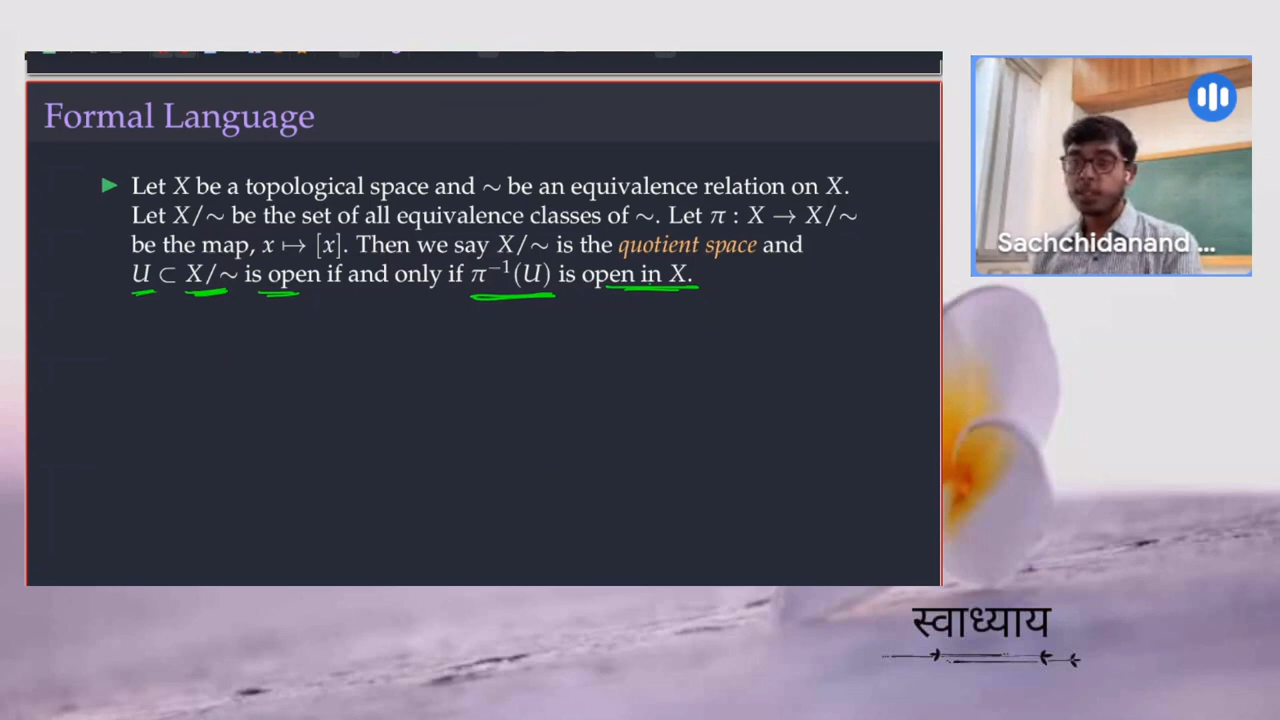 Formal Language
▶ Let X be a topological space and ∼ be an equivalence relation on X.
Let X/∼ be the set of all equivalence classes of ∼. Let π : X → X/∼
be the map, x ↦ [x]. Then we say X/∼ is the quotient space and
U ⊂ X/∼ is open if and only if π⁻¹(U) is open in X.
Sachchidanand ...
स्वाध्याय